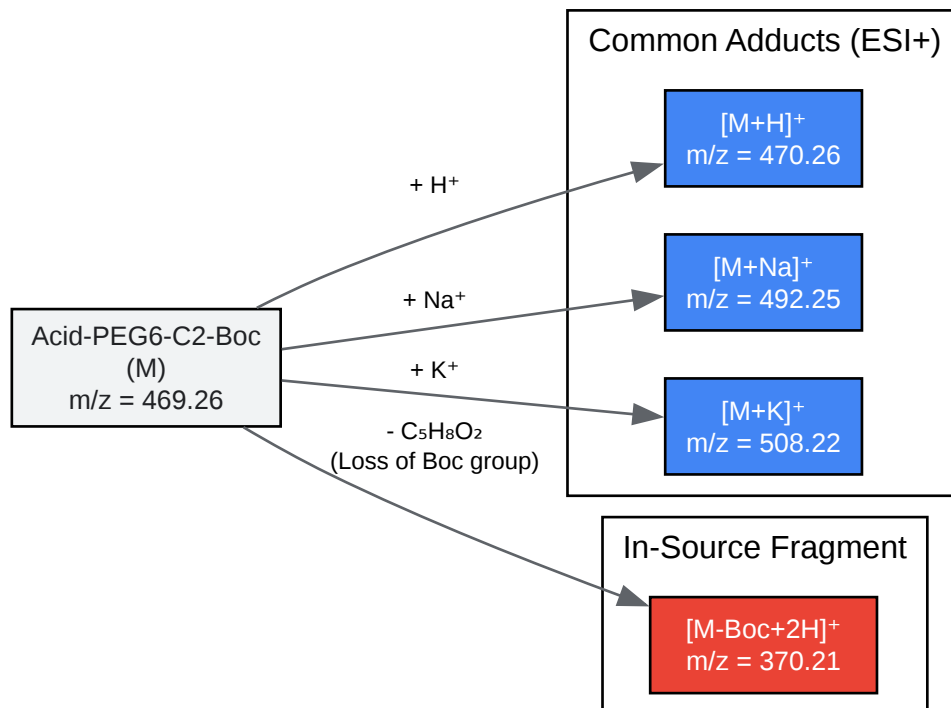 Common Adducts (ESI+)
[M+H]⁺
m/z = 470.26
+ H⁺
[M+Na]⁺
m/z = 492.25
+ Na⁺
Acid-PEG6-C2-Boc
(M)
m/z = 469.26
+ K⁺
[M+K]⁺
m/z = 508.22
- C₅H₈O₂
(Loss of Boc group)
In-Source Fragment
[M-Boc+2H]⁺
m/z = 370.21